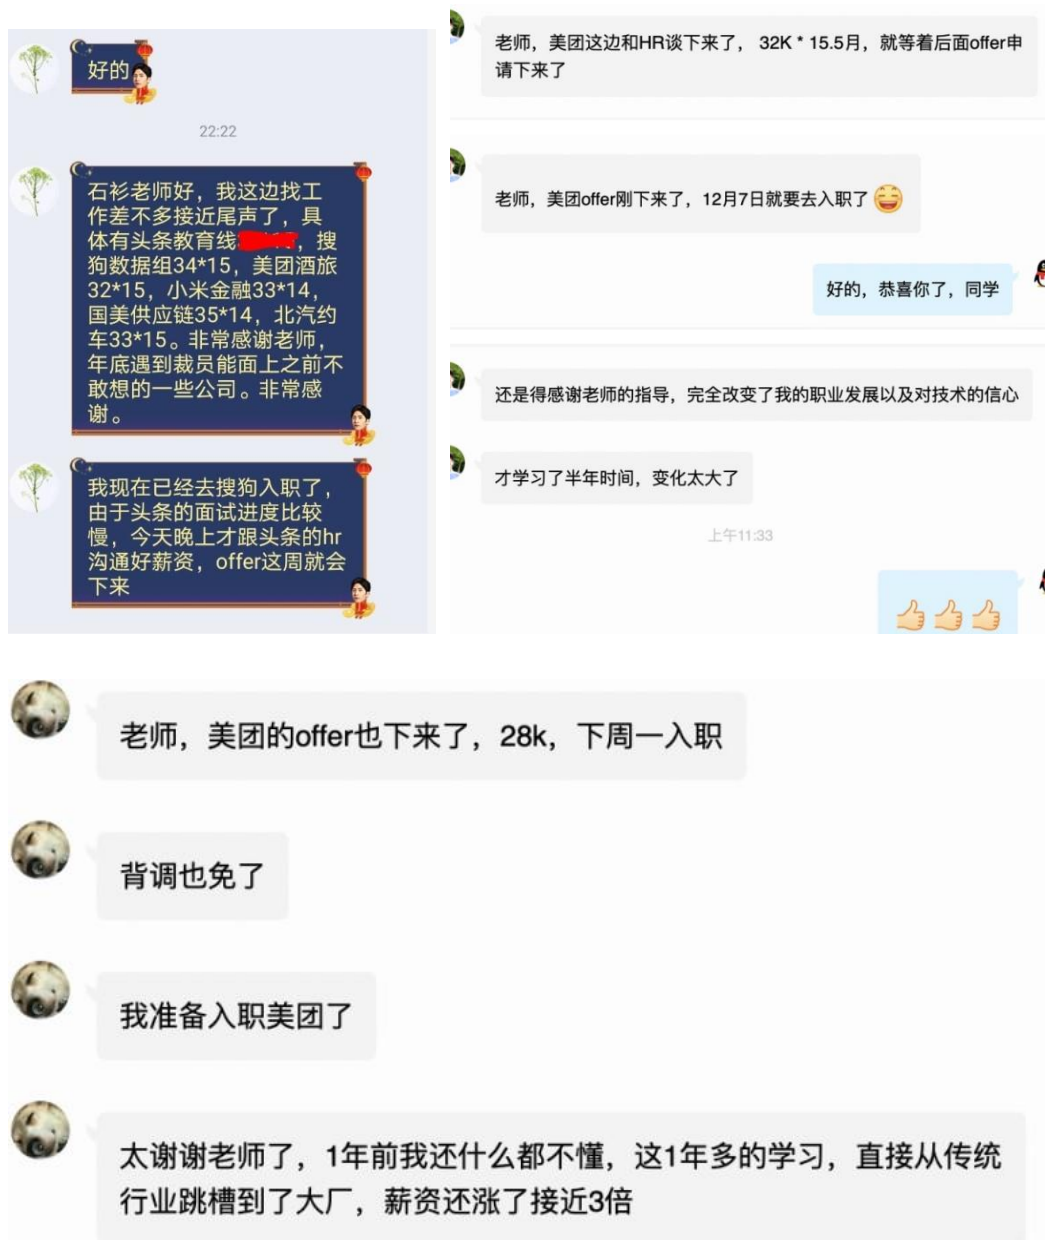 好的
22:22
石衫老师好，我这边找工
作差不多接近尾声了，具
体有头条教育线，搜
狗数据组34*15，美团酒旅
32*15，小米金融33*14，
国美供应链35*14，北汽约
车33*15。非常感谢老师，
年底遇到裁员能面上之前不
敢想的一些公司。非常感
谢。
我现在已经去搜狗入职了，
由于头条的面试进度比较
慢，今天晚上才跟头条的hr
沟通好薪资，offer这周就会
下来
老师，美团这边和HR谈下来了， 32K * 15.5月，就等着后面offer申
请下来了
老师，美团offer刚下来了，12月7日就要去入职了
好的，恭喜你了，同学
还是得感谢老师的指导，完全改变了我的职业发展以及对技术的信心
才学习了半年时间，变化太大了
上午11:33
老师，美团的offer也下来了，28k，下周一入职
背调也免了
我准备入职美团了
太谢谢老师了，1年前我还什么都不懂，这1年多的学习，直接从传统
行业跳槽到了大厂，薪资还涨了接近3倍